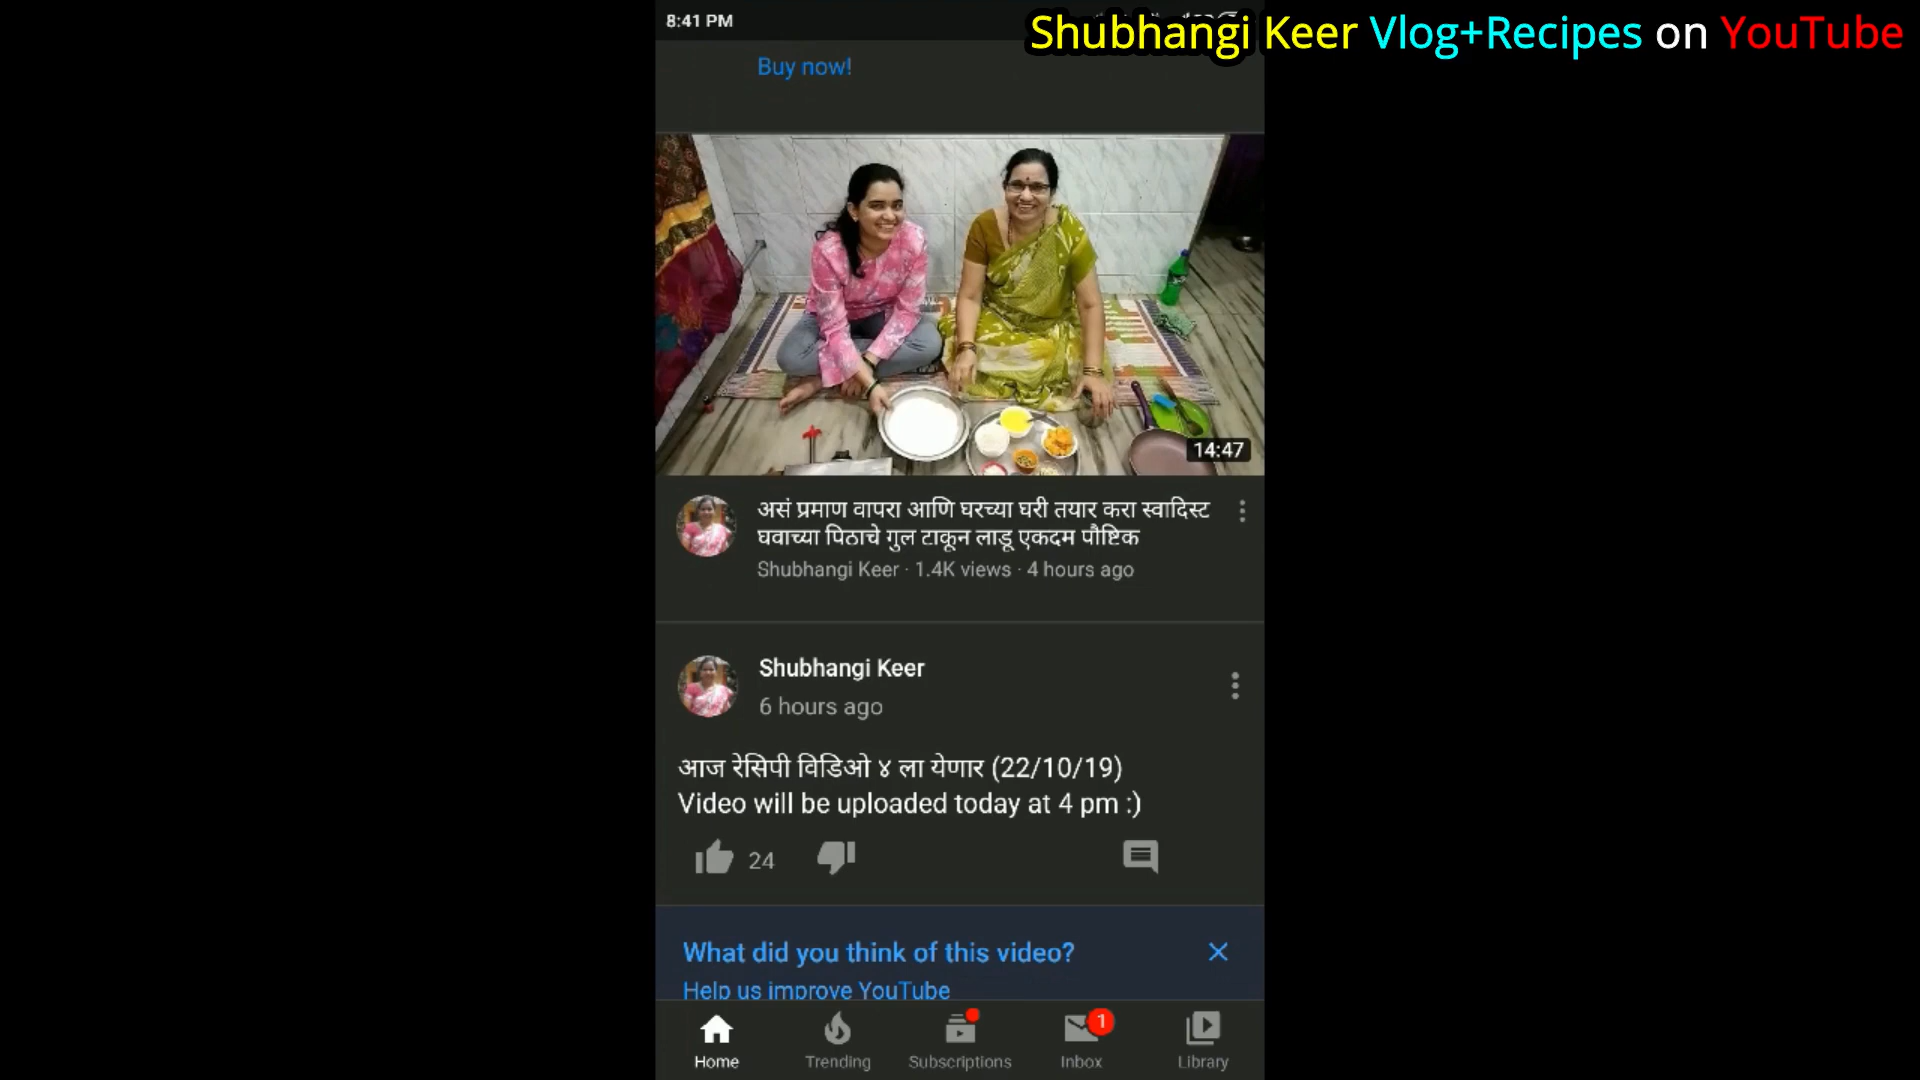 8:41 PM
Shubhangi Keer Vlog+Recipes on YouTube
Buy now!
14:47
असं प्रमाण वापरा आणि घरच्या घरी तयार करा स्वादिस्ट
घवाच्या पिठाचे गुल टाकून लाडू एकदम पौष्टिक
Shubhangi Keer · 1.4K views · 4 hours ago
Shubhangi Keer
6 hours ago
आज रेसिपी विडिओ ४ ला येणार (22/10/19)
Video will be uploaded today at 4 pm :)
24
What did you think of this video?
Help us improve YouTube
1
Home Trending Subscriptions Inbox Library